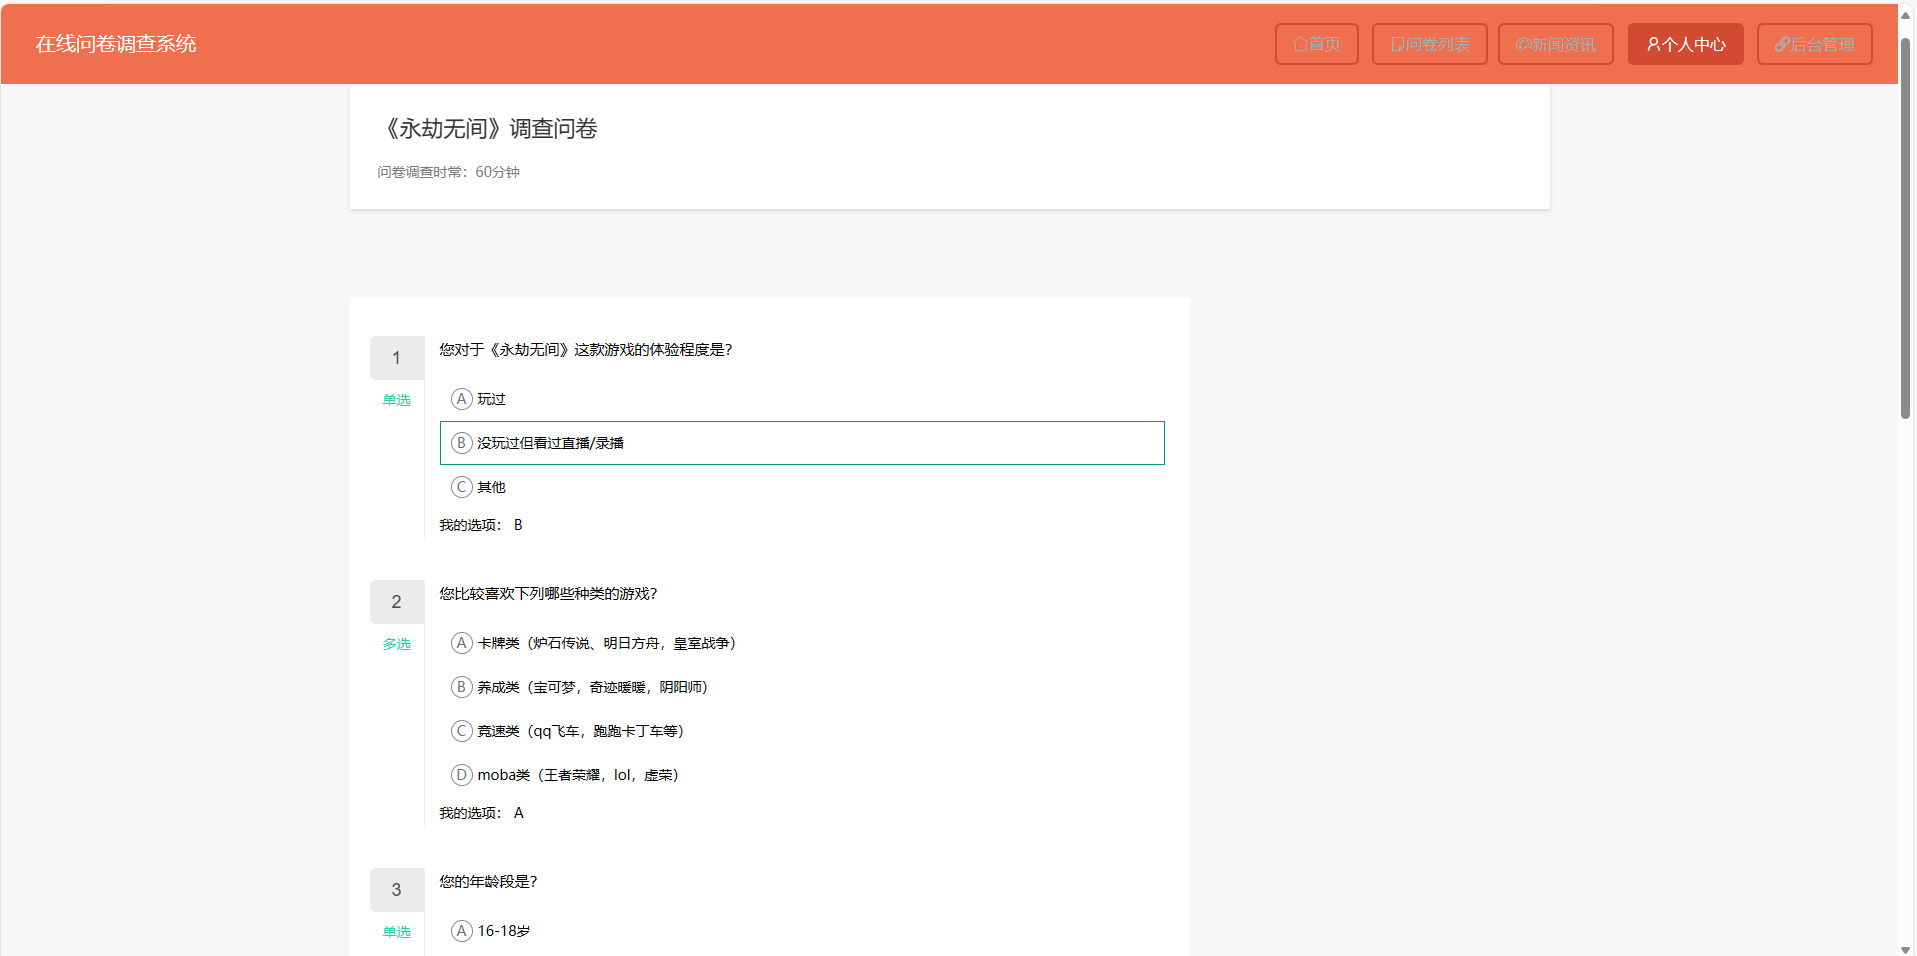 在线问卷调查系统
首页 问卷列表 新闻资讯 个人中心 后台管理
《永劫无间》调查问卷
问卷调查时常：60分钟
1 您对于《永劫无间》这款游戏的体验程度是？
单选
A 玩过
B 没玩过但看过直播/录播
C 其他
我的选项： B
2 您比较喜欢下列哪些种类的游戏？
多选
A 卡牌类（炉石传说、明日方舟，皇室战争）
B 养成类（宝可梦，奇迹暖暖，阴阳师）
C 竞速类（qq飞车，跑跑卡丁车等）
D moba类（王者荣耀，lol，虚荣）
我的选项： A
3 您的年龄段是？
单选
A 16-18岁